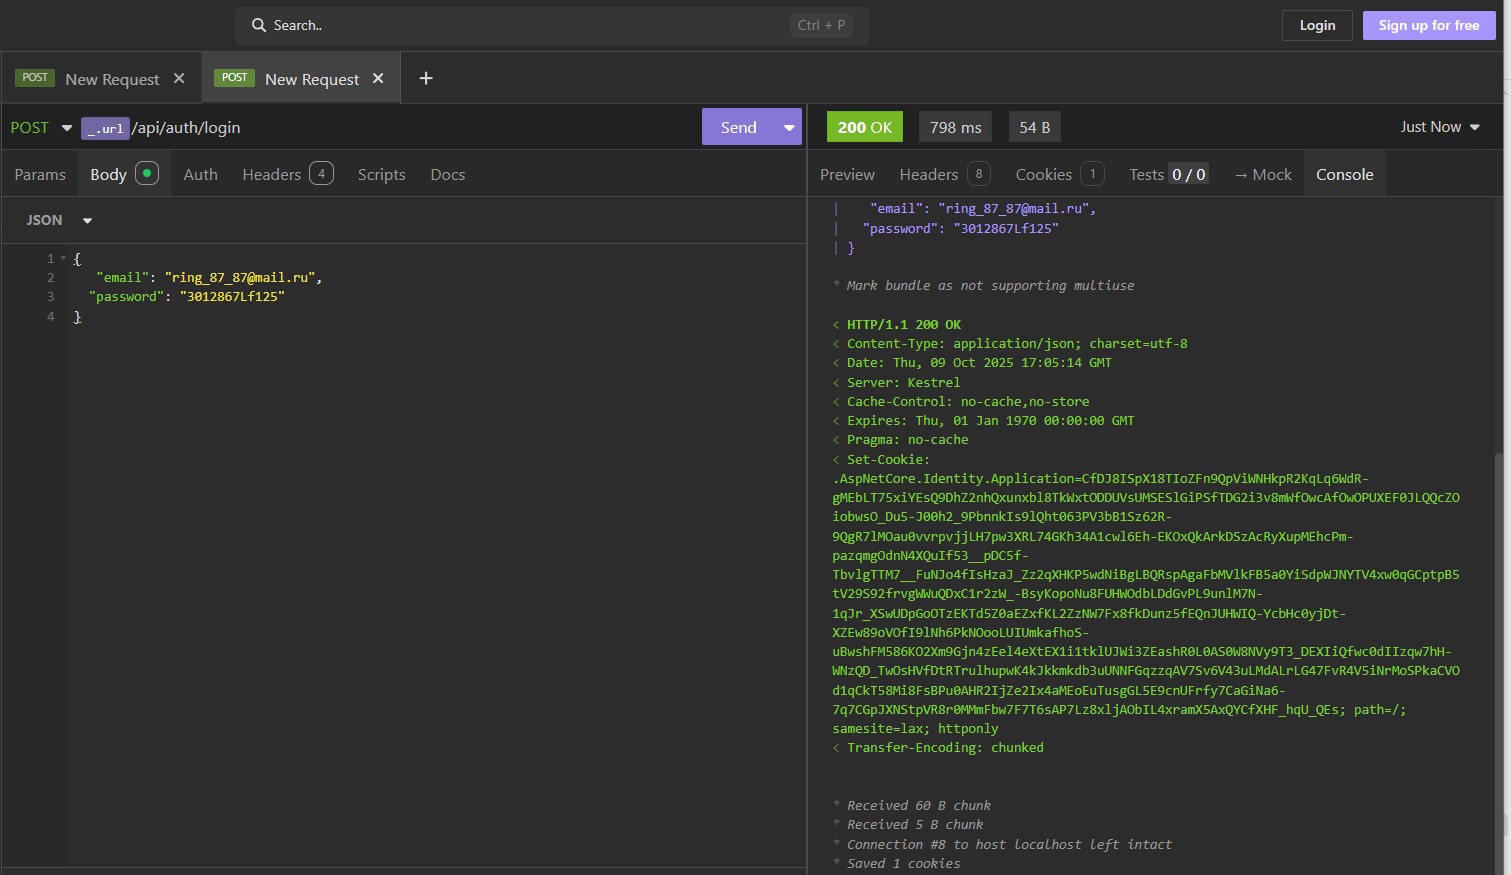 Search.. Ctrl + P Login Sign up for free
POST New Request × POST New Request × +
POST _.url /api/auth/login Send
200 OK 798 ms 54 B Just Now
Params Body Auth Headers 4 Scripts Docs
Preview Headers 8 Cookies 1 Tests 0 / 0 → Mock Console
JSON
1 {
2 "email": "ring_87_87@mail.ru",
3 "password": "3012867Lf125"
4 }
| "email": "ring_87_87@mail.ru",
| "password": "3012867Lf125"
| }
* Mark bundle as not supporting multiuse
< HTTP/1.1 200 OK
< Content-Type: application/json; charset=utf-8
< Date: Thu, 09 Oct 2025 17:05:14 GMT
< Server: Kestrel
< Cache-Control: no-cache,no-store
< Expires: Thu, 01 Jan 1970 00:00:00 GMT
< Pragma: no-cache
< Set-Cookie:
.AspNetCore.Identity.Application=CfDJ8ISpX18TIoZFn9QpViWNHkpR2KqLq6WdR-
gMEbLT75xiYEsQ9DhZ2nhQxunxbl8TkWxtODDUVsUMSESlGiPSfTDG2i3v8mWfOwcAfOwOPUXEF0JLQQcZO
iobwsO_Du5-J00h2_9PbnnkIs9lQht063PV3bB1Sz62R-
9QgR7lMOau0vvrpvjjLH7pw3XRL74GKh34A1cwl6Eh-EKOxQkArkDSzAcRyXupMEhcPm-
pazqmgOdnN4XQuIf53__pDC5f-
TbvlgTTM7__FuNJo4fIsHzaJ_Zz2qXHKP5wdNiBgLBQRspAgaFbMVlkFB5a0YiSdpWJNYTV4xw0qGCptpB5
tV29S92frvgWWuQDxC1r2zW_-BsyKopoNu8FUHWOdbLDdGvPL9unlM7N-
1qJr_XSwUDpGoOTzEKTd5Z0aEZxfKL2ZzNW7Fx8fkDunz5fEQnJUHWIQ-YcbHc0yjDt-
XZEw89oVOfI9lNh6PkNOooLUIUmkafhoS-
uBwshFM586KO2Xm9Gjn4zEel4eXtEX1i1tklUJWi3ZEashR0L0AS0W8NVy9T3_DEXIiQfwc0dIIzqw7hH-
WNzQD_TwOsHVfDtRTrulhupwK4kJkkmkdb3uUNNFGqzzqAV7Sv6V43uLMdALrLG47FvR4V5iNrMoSPkaCVO
d1qCkT58Mi8FsBPu0AHR2IjZe2Ix4aMEoEuTusgGL5E9cnUFrfy7CaGiNa6-
7q7CGpJXNStpVR8r0MMmFbw7F7T6sAP7Lz8xljAObIL4xramX5AxQYCfXHF_hqU_QEs; path=/;
samesite=lax; httponly
< Transfer-Encoding: chunked
* Received 60 B chunk
* Received 5 B chunk
* Connection #8 to host localhost left intact
* Saved 1 cookies